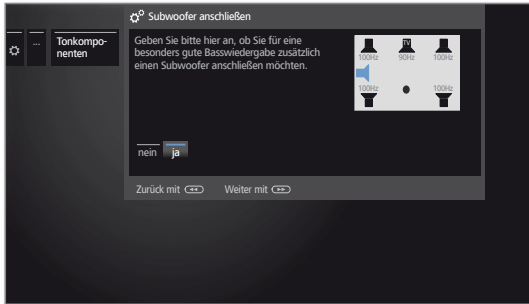 Subwoofer anschließen
...
Tonkompo-
nenten
Geben Sie bitte hier an, ob Sie für eine
besonders gute Basswiedergabe zusätzlich
einen Subwoofer anschließen möchten.
TV
100Hz 90Hz 100Hz
100Hz 100Hz
nein ja
Zurück mit Weiter mit